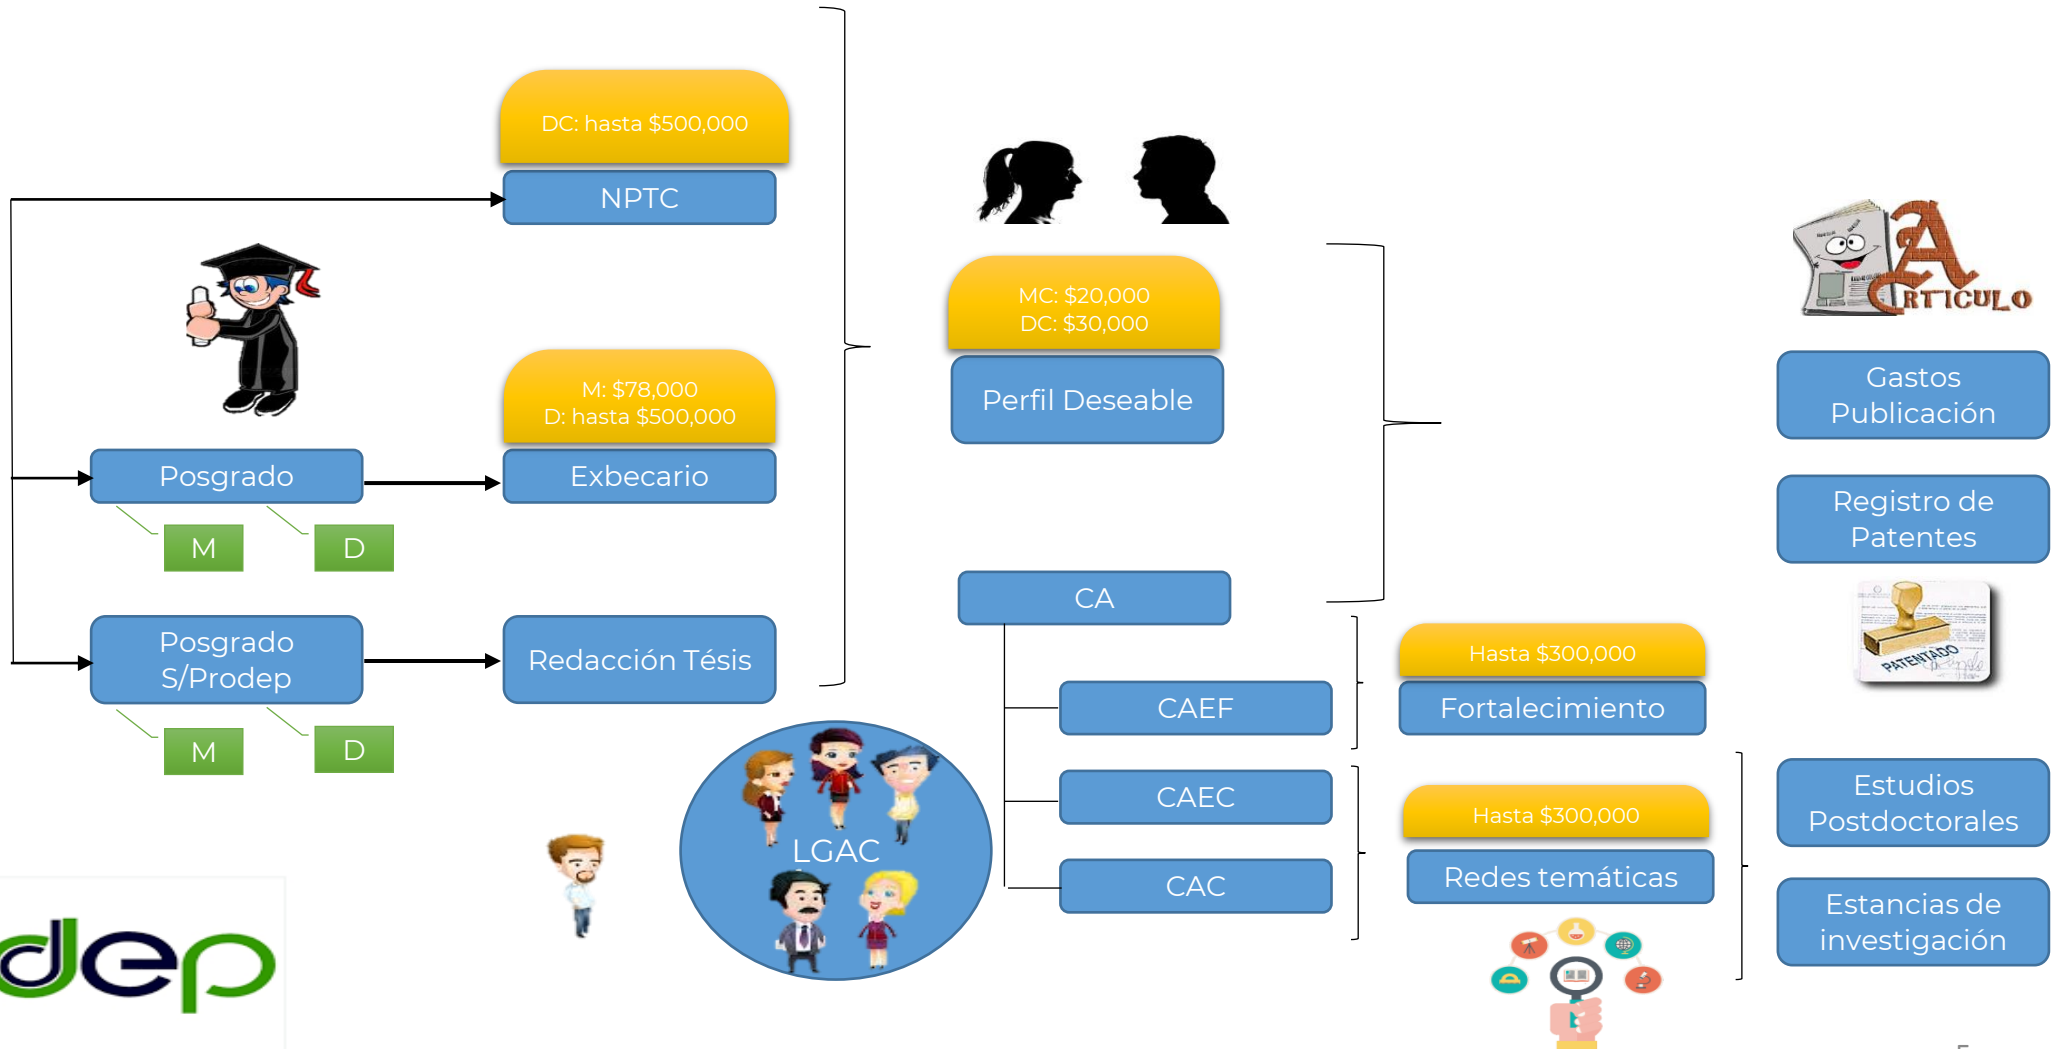 DC: hasta $500,000
NPTC
M: $78,000
D: hasta $500,000
Posgrado
Exbecario
M
D
Posgrado
S/Prodep
Redacción Tésis
M
D
MC: $20,000
DC: $30,000
Perfil Deseable
CA
CAEF
CAEC
CAC
LGAC
Hasta $300,000
Fortalecimiento
Hasta $300,000
Redes temáticas
ARTICULO
Gastos
Publicación
Registro de
Patentes
PATENTADO
Estudios
Postdoctorales
Estancias de
investigación
dep